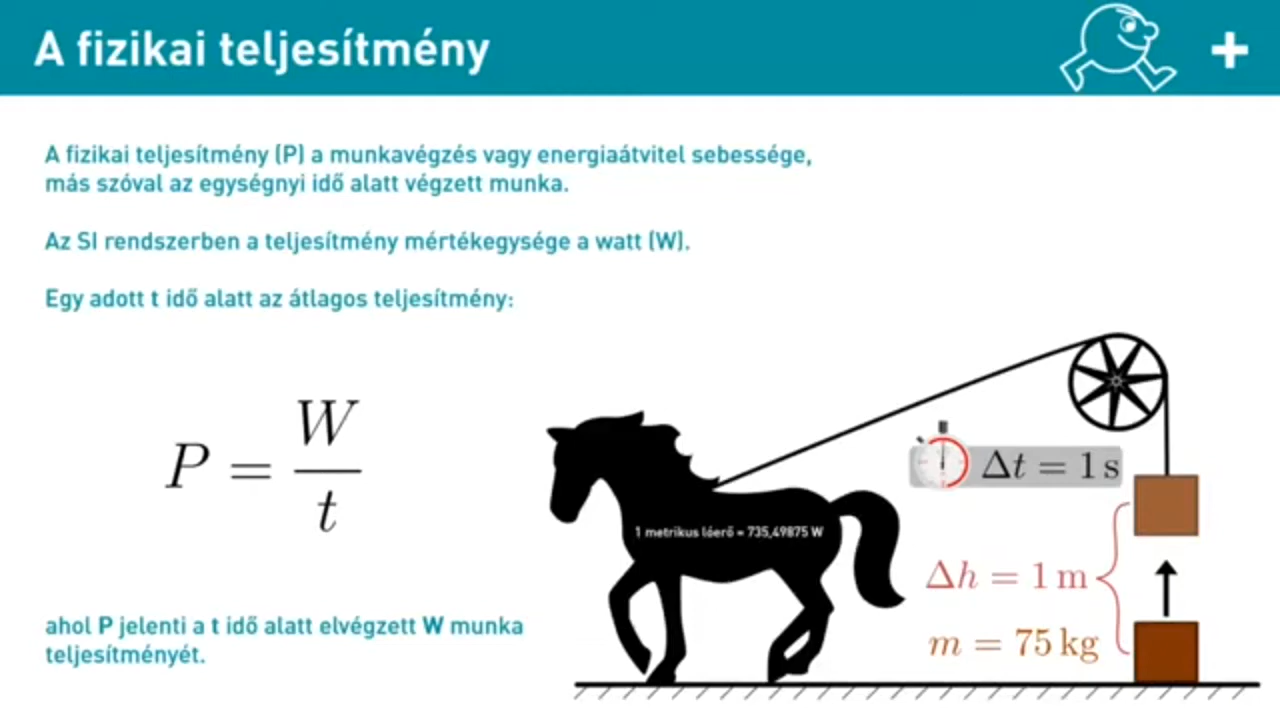 A fizikai teljesítmény
+
A fizikai teljesítmény (P) a munkavégzés vagy energiaátvitel sebessége,
más szóval az egységnyi idő alatt végzett munka.
Az SI rendszerben a teljesítmény mértékegysége a watt (W).
Egy adott t idő alatt az átlagos teljesítmény:
P = W / t
ahol P jelenti a t idő alatt elvégzett W munka
teljesítményét.
1 metrikus lóerő = 735,49875 W
Δt = 1 s
Δh = 1 m
m = 75 kg